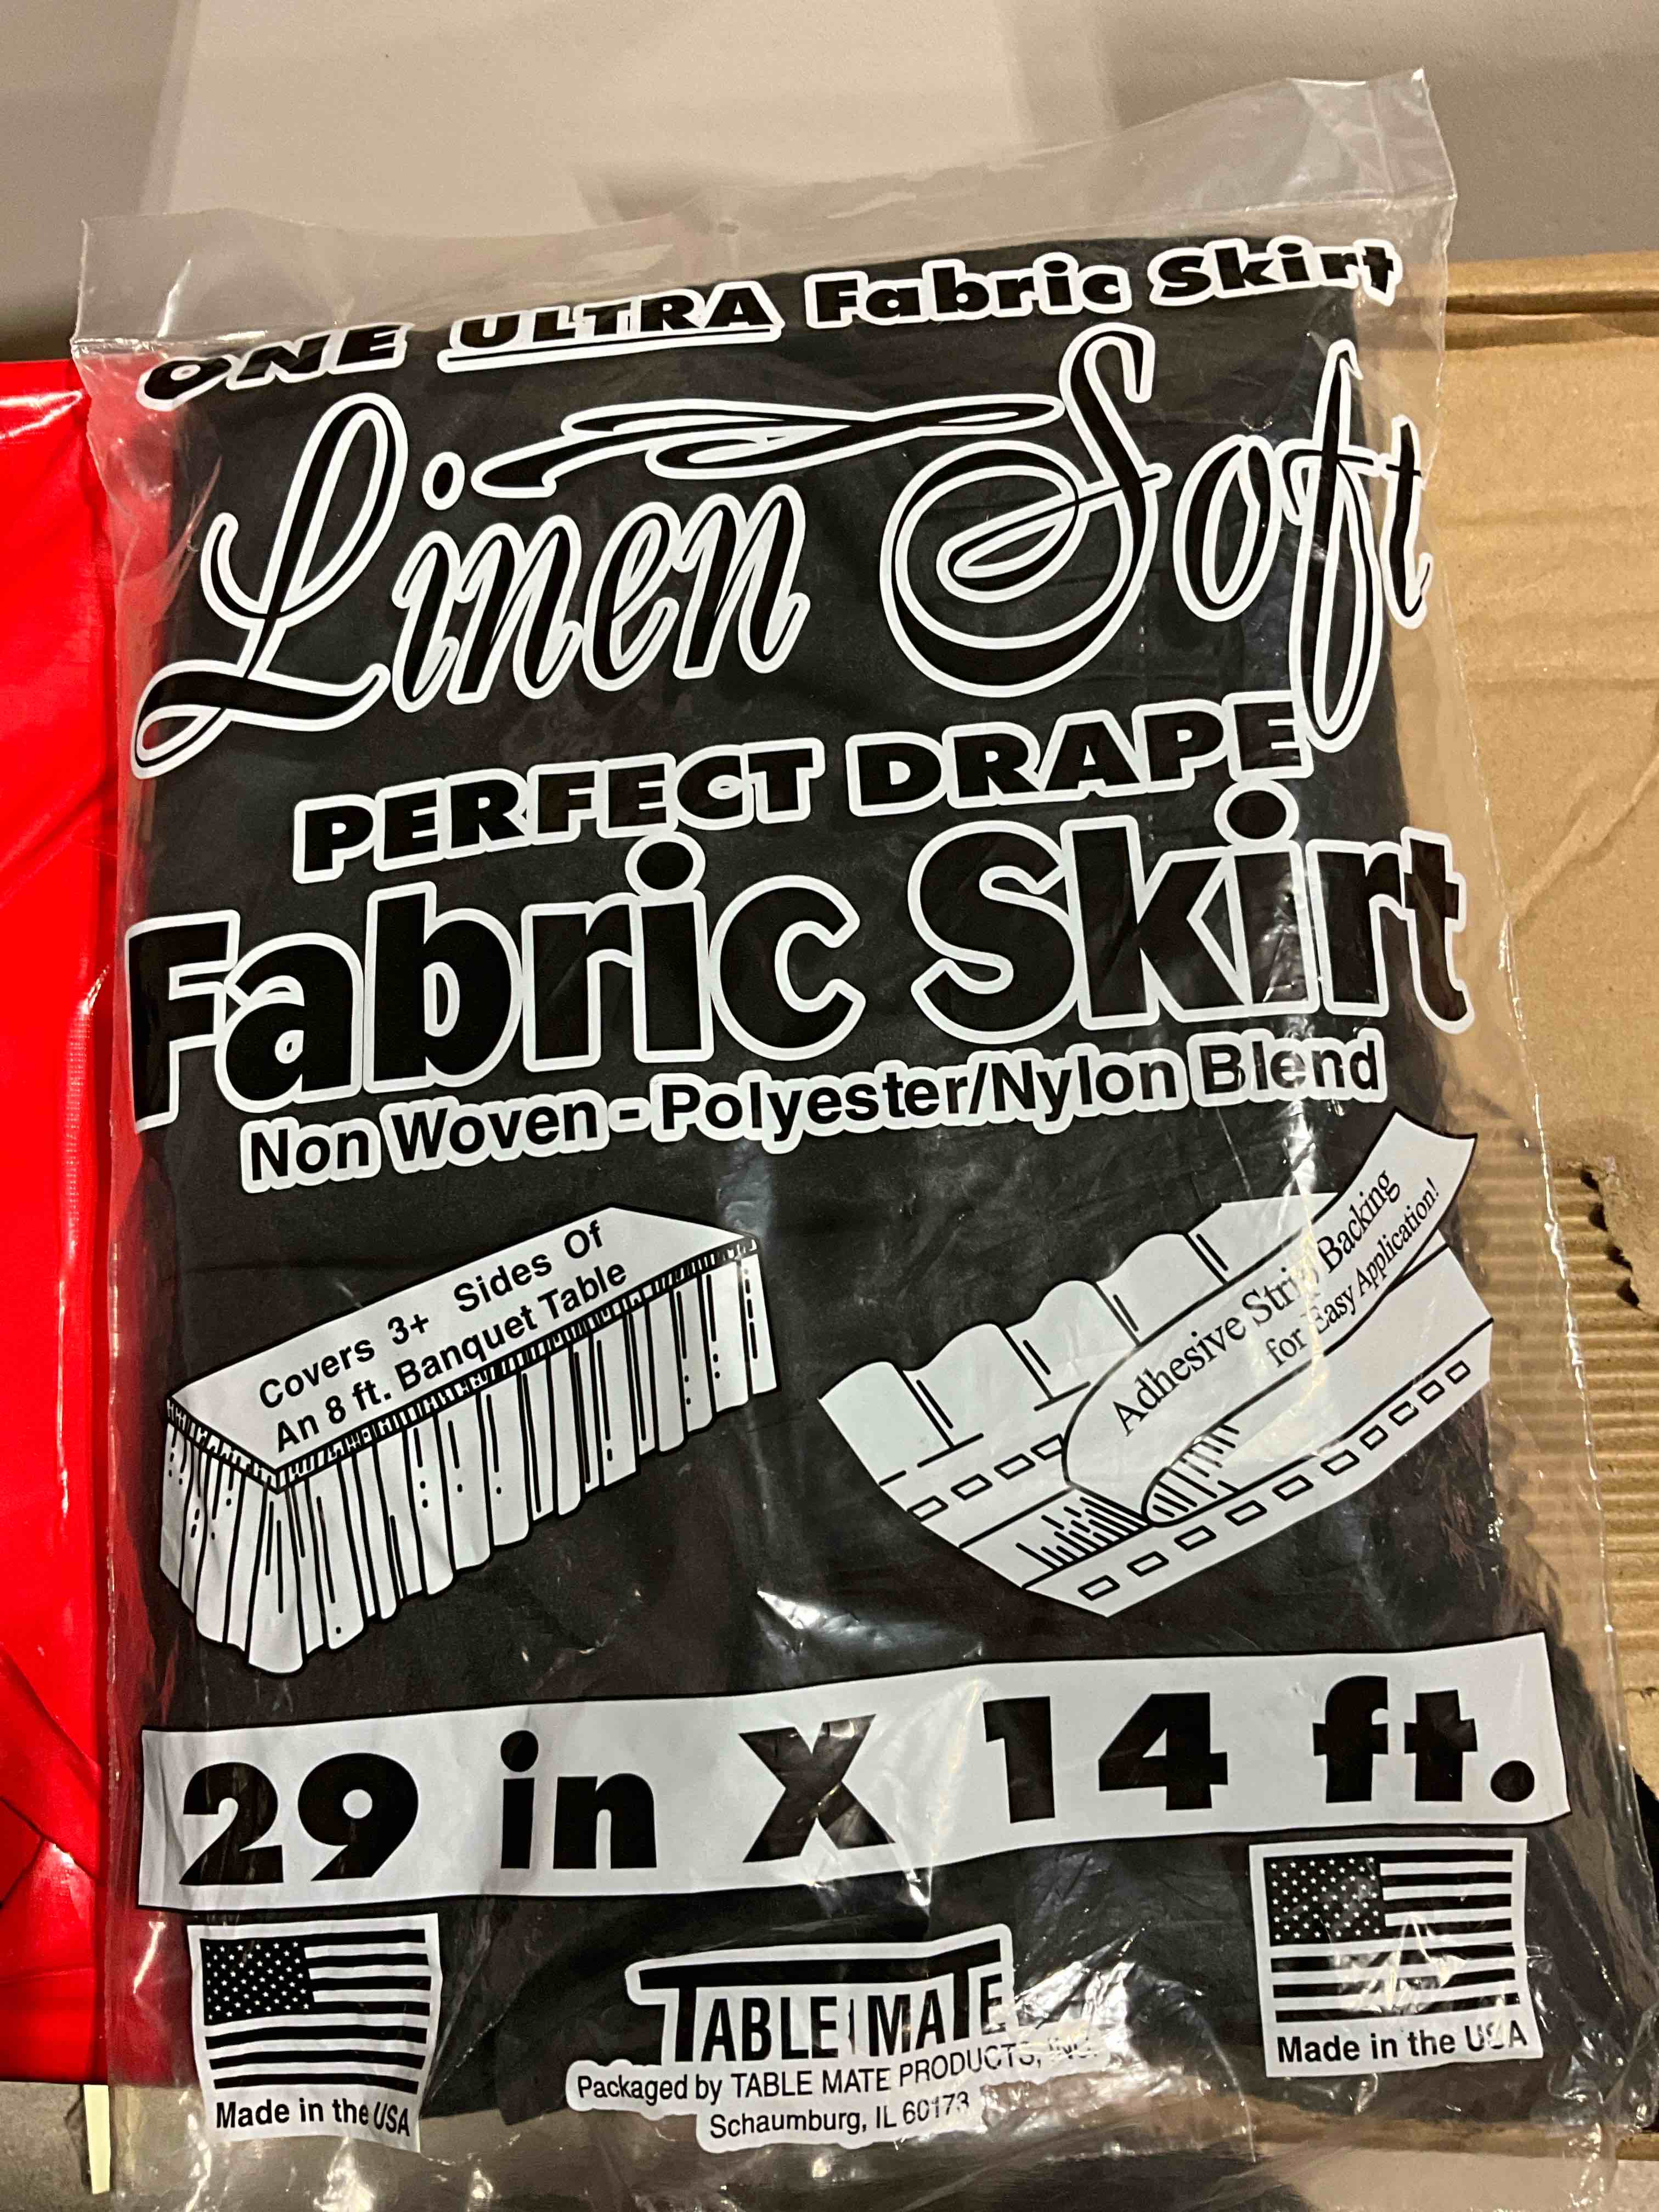 ONE ULTRA Fabric Skirt
Linen Soft
PERFECT DRAPE
Fabric Skirt
Non Woven - Polyester/Nylon Blend
Covers 3+ Sides Of
An 8 ft. Banquet Table
Adhesive Strip Backing
for Easy Application!
29 in X 14 ft.
Made in the USA
TABLE MATE
Packaged by TABLE MATE PRODUCTS, INC.
Schaumburg, IL 60173
Made in the USA